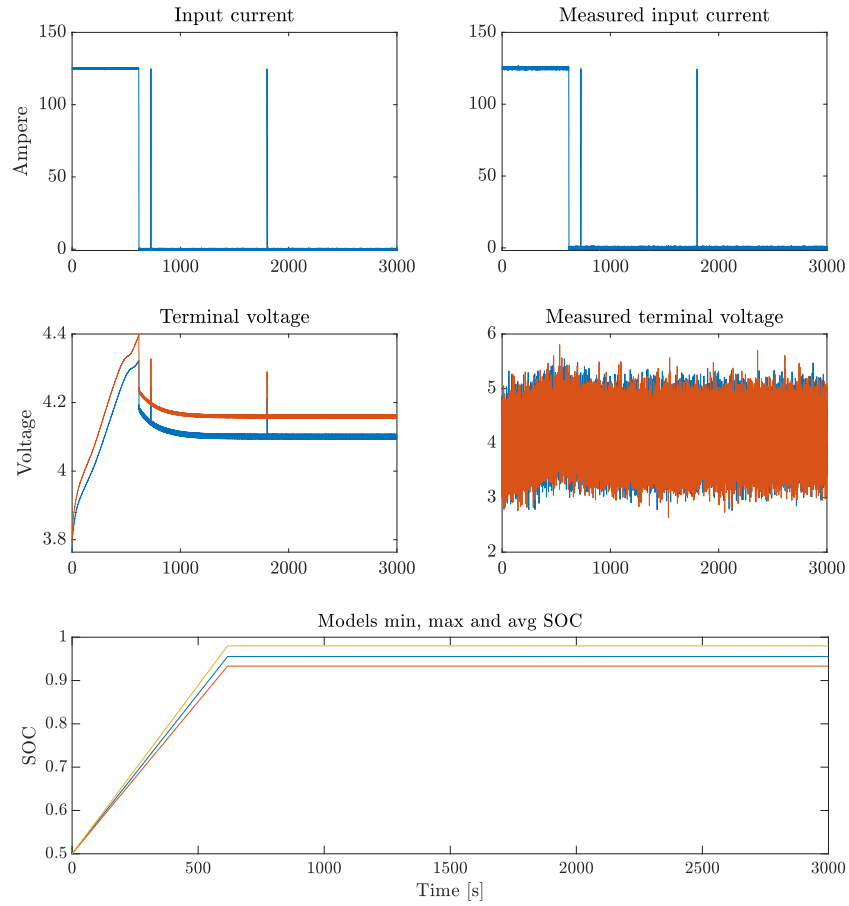 Input current
150
100
50
0
Ampere
0 1000 2000 3000
Measured input current
150
100
50
0
0 1000 2000 3000
Terminal voltage
4.4
4.2
4
3.8
Voltage
0 1000 2000 3000
Measured terminal voltage
6
5
4
3
2
0 1000 2000 3000
Models min, max and avg SOC
1
0.9
0.8
0.7
0.6
0.5
SOC
0 500 1000 1500 2000 2500 3000
Time [s]